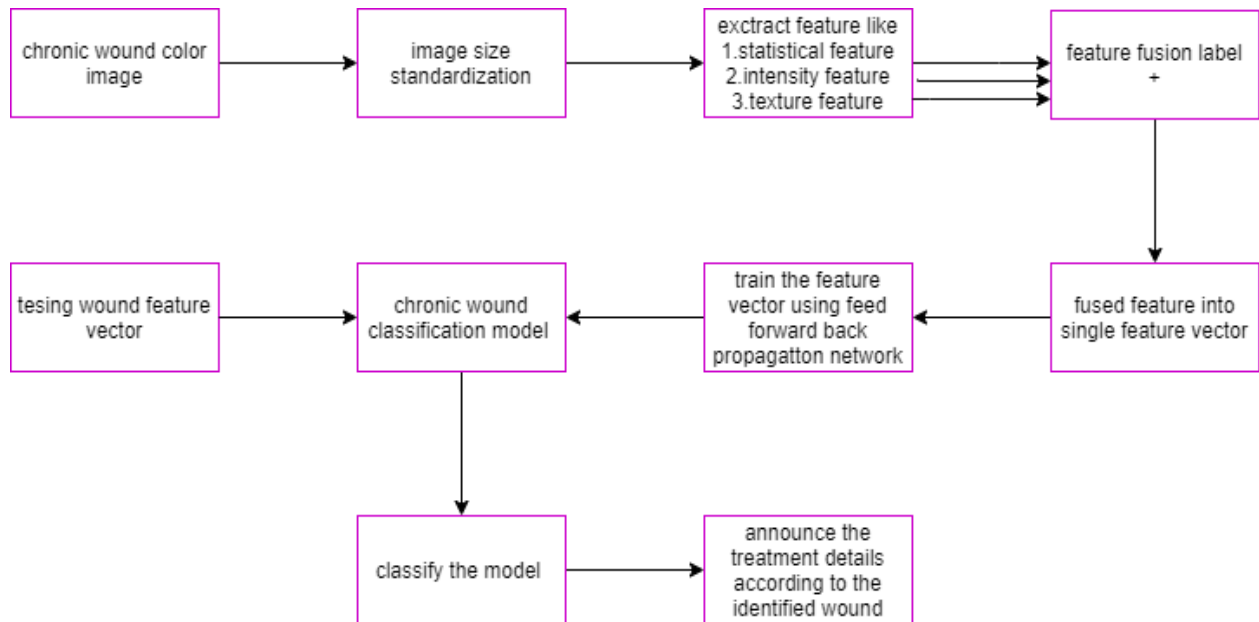 chronic wound color
image
image size
standardization
exctract feature like
1.statistical feature
2.intensity feature
3.texture feature
feature fusion label
+
tesing wound feature
vector
chronic wound
classification model
train the feature
vector using feed
forward back
propagatton network
fused feature into
single feature vector
classify the model
announce the
treatment details
according to the
identified wound